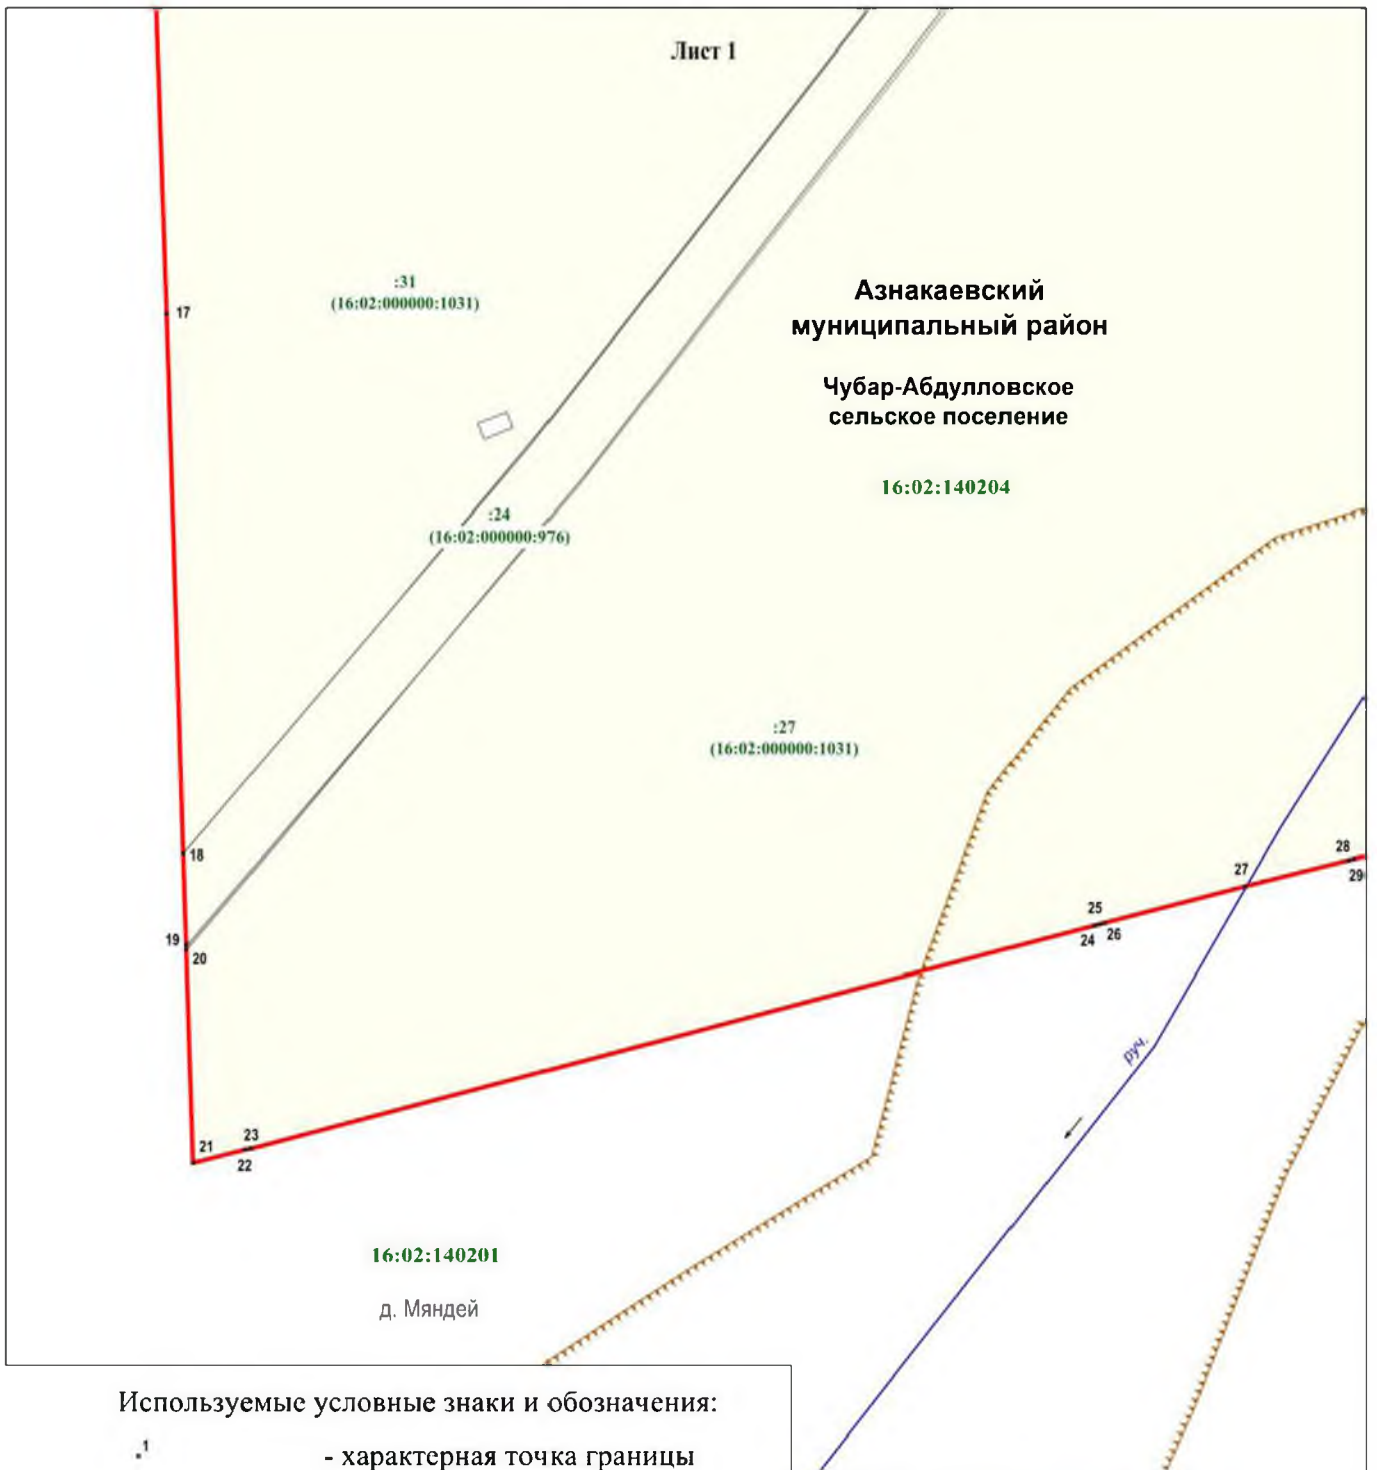 Лист 1
:31
(16:02:000000:1031)
17
Азнакаевский
муниципальный район
Чубар-Абдулловское
сельское поселение
16:02:140204
:24
(16:02:000000:976)
:27
(16:02:000000:1031)
18
19
20
28
29
27
25
24
26
руч.
21
23
22
16:02:140201
д. Мяндей
Используемые условные знаки и обозначения:
.1
- характерная точка границы